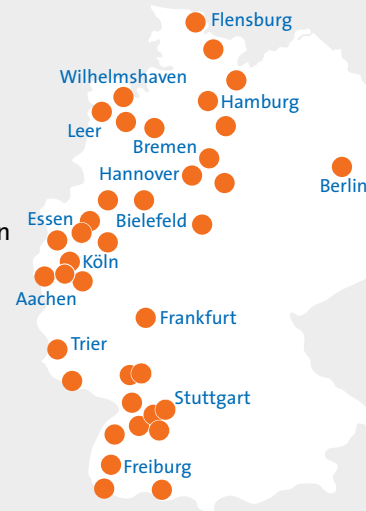 Flensburg
Wilhelmshaven
Hamburg
Leer
Bremen
Hannover
Berlin
Essen
Bielefeld
n
Köln
Aachen
Frankfurt
Trier
Stuttgart
Freiburg